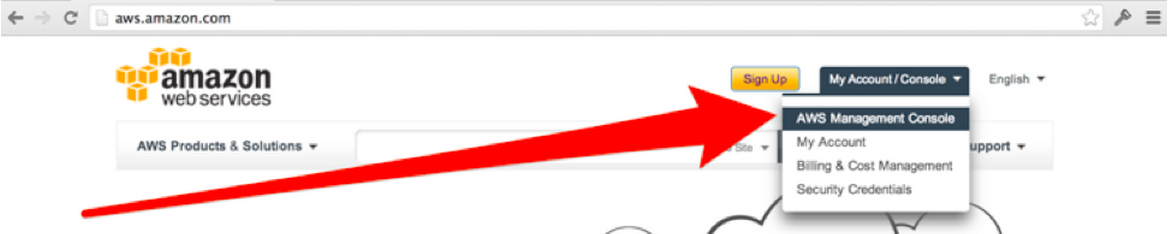 aws.amazon.com
amazon
web services
Sign Up
My Account / Console
English
AWS Management Console
AWS Products & Solutions
Site
My Account
Billing & Cost Management
Security Credentials